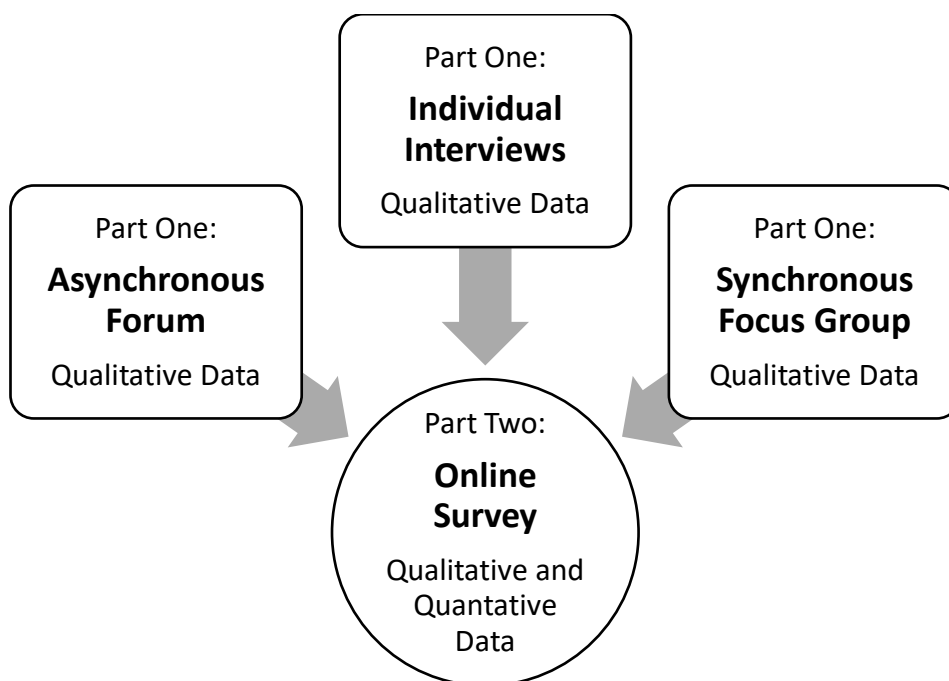 Part One:
Individual
Interviews
Qualitative Data
Part One:
Asynchronous
Forum
Qualitative Data
Part One:
Synchronous
Focus Group
Qualitative Data
Part Two:
Online
Survey
Qualitative and
Quantative
Data